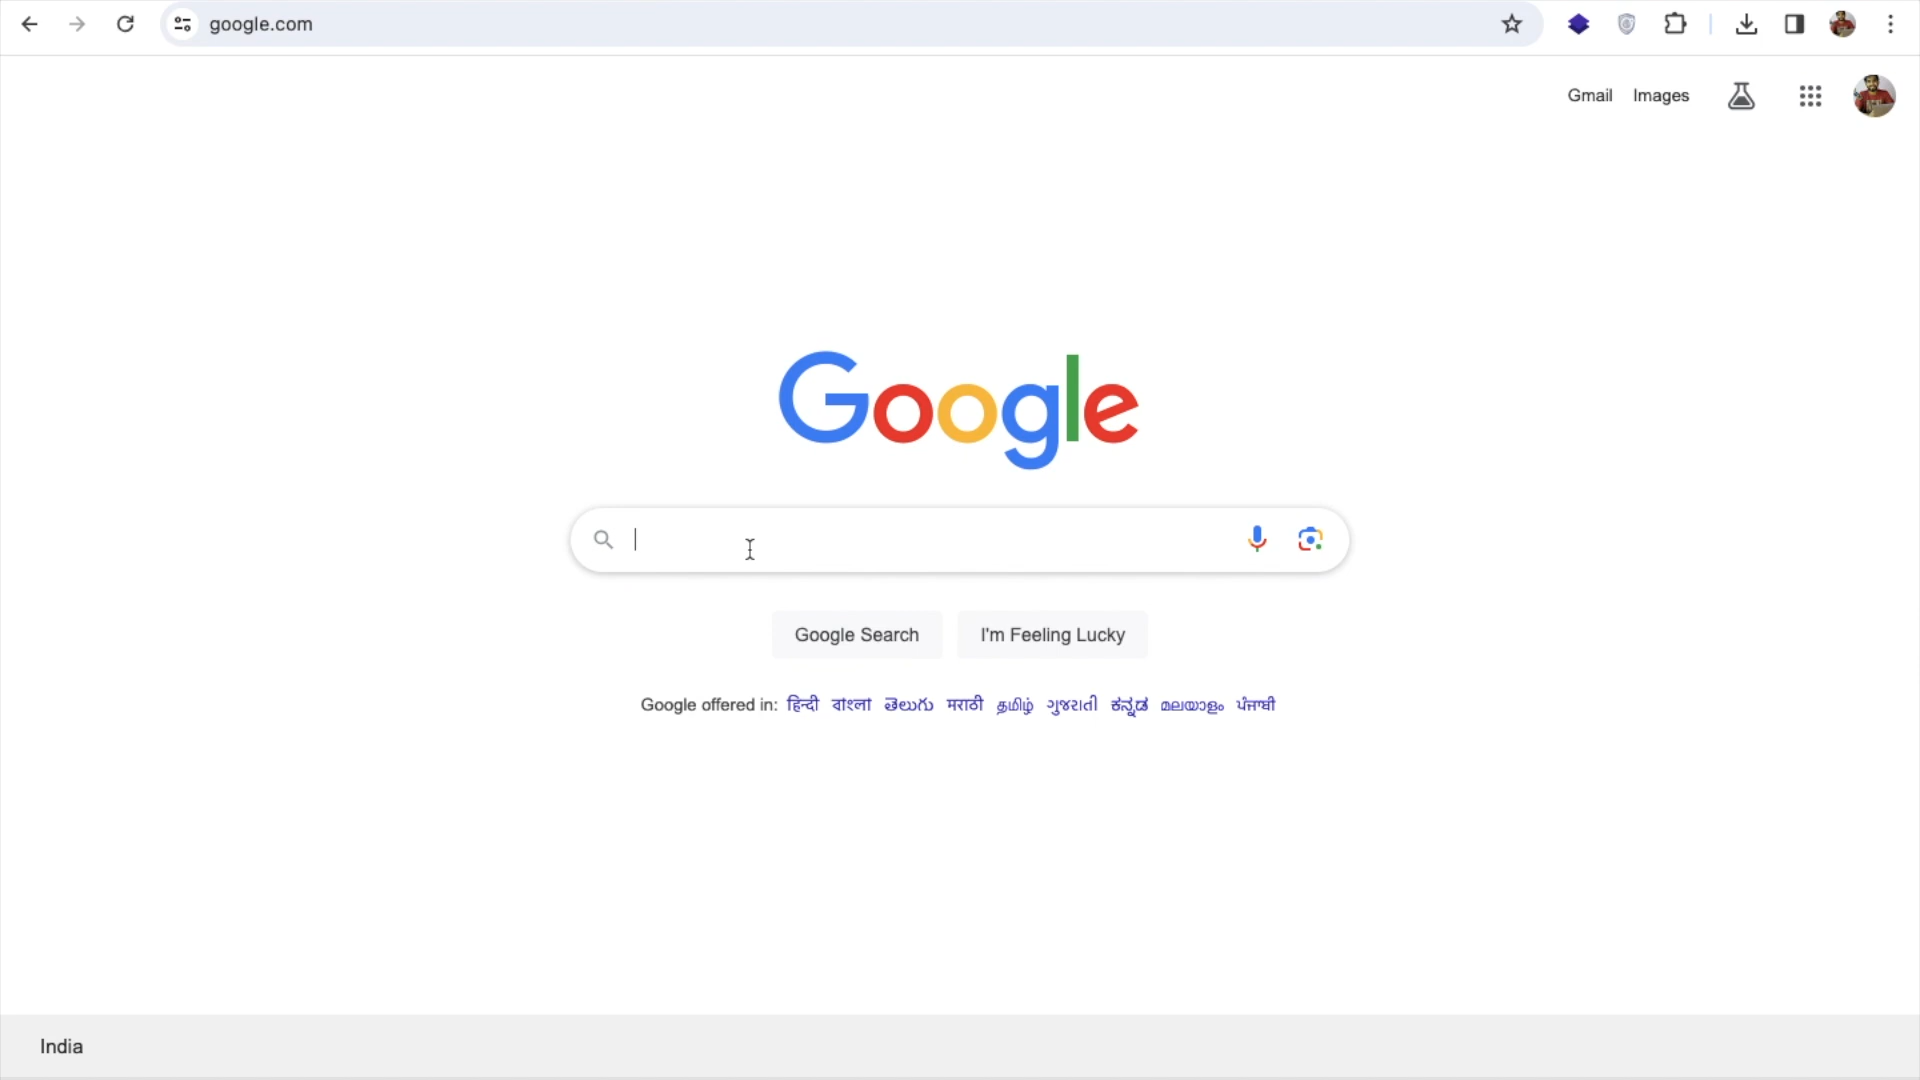 google.com
Gmail Images
Google
Google Search I'm Feeling Lucky
Google offered in: हिन्दी বাংলা తెలుగు मराठी தமிழ் ગુજરાતી ಕನ್ನಡ മലയാളം ਪੰਜਾਬੀ
India